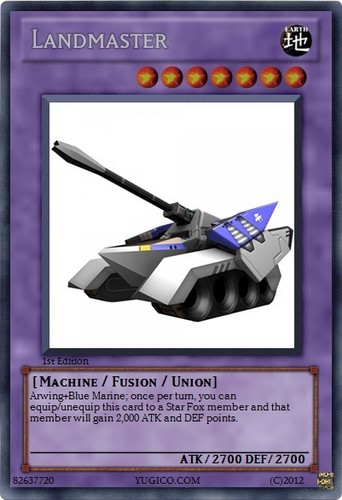 LANDMASTER
EARTH
地
1st Edition
[MACHINE / FUSION / UNION]
Arwing+Blue Marine; once per turn, you can
equip/unequip this card to a Star Fox member and that
member will gain 2,000 ATK and DEF points.
ATK / 2700 DEF / 2700
82637720 YUGICO.COM (C)2012